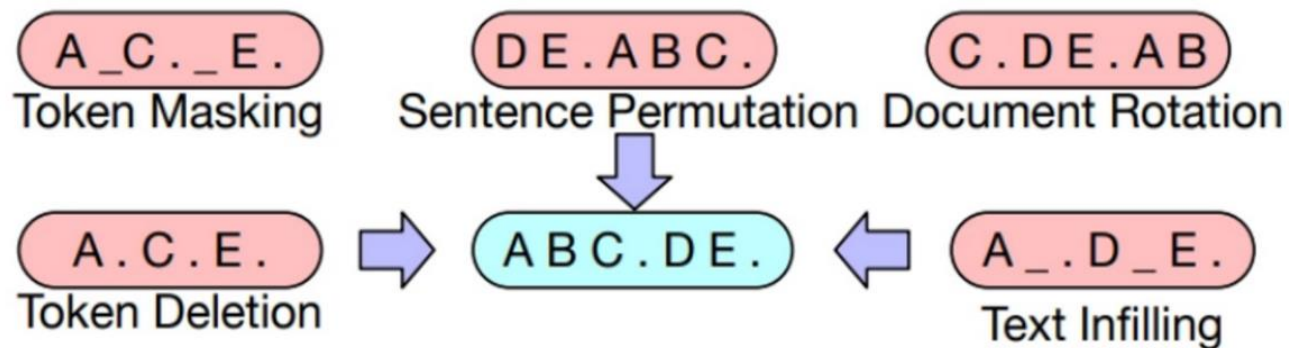 A _ C . _ E .
D E . A B C .
C . D E . A B
Token Masking
Sentence Permutation
Document Rotation
A . C . E .
A B C . D E .
A _ . D _ E .
Token Deletion
Text Infilling